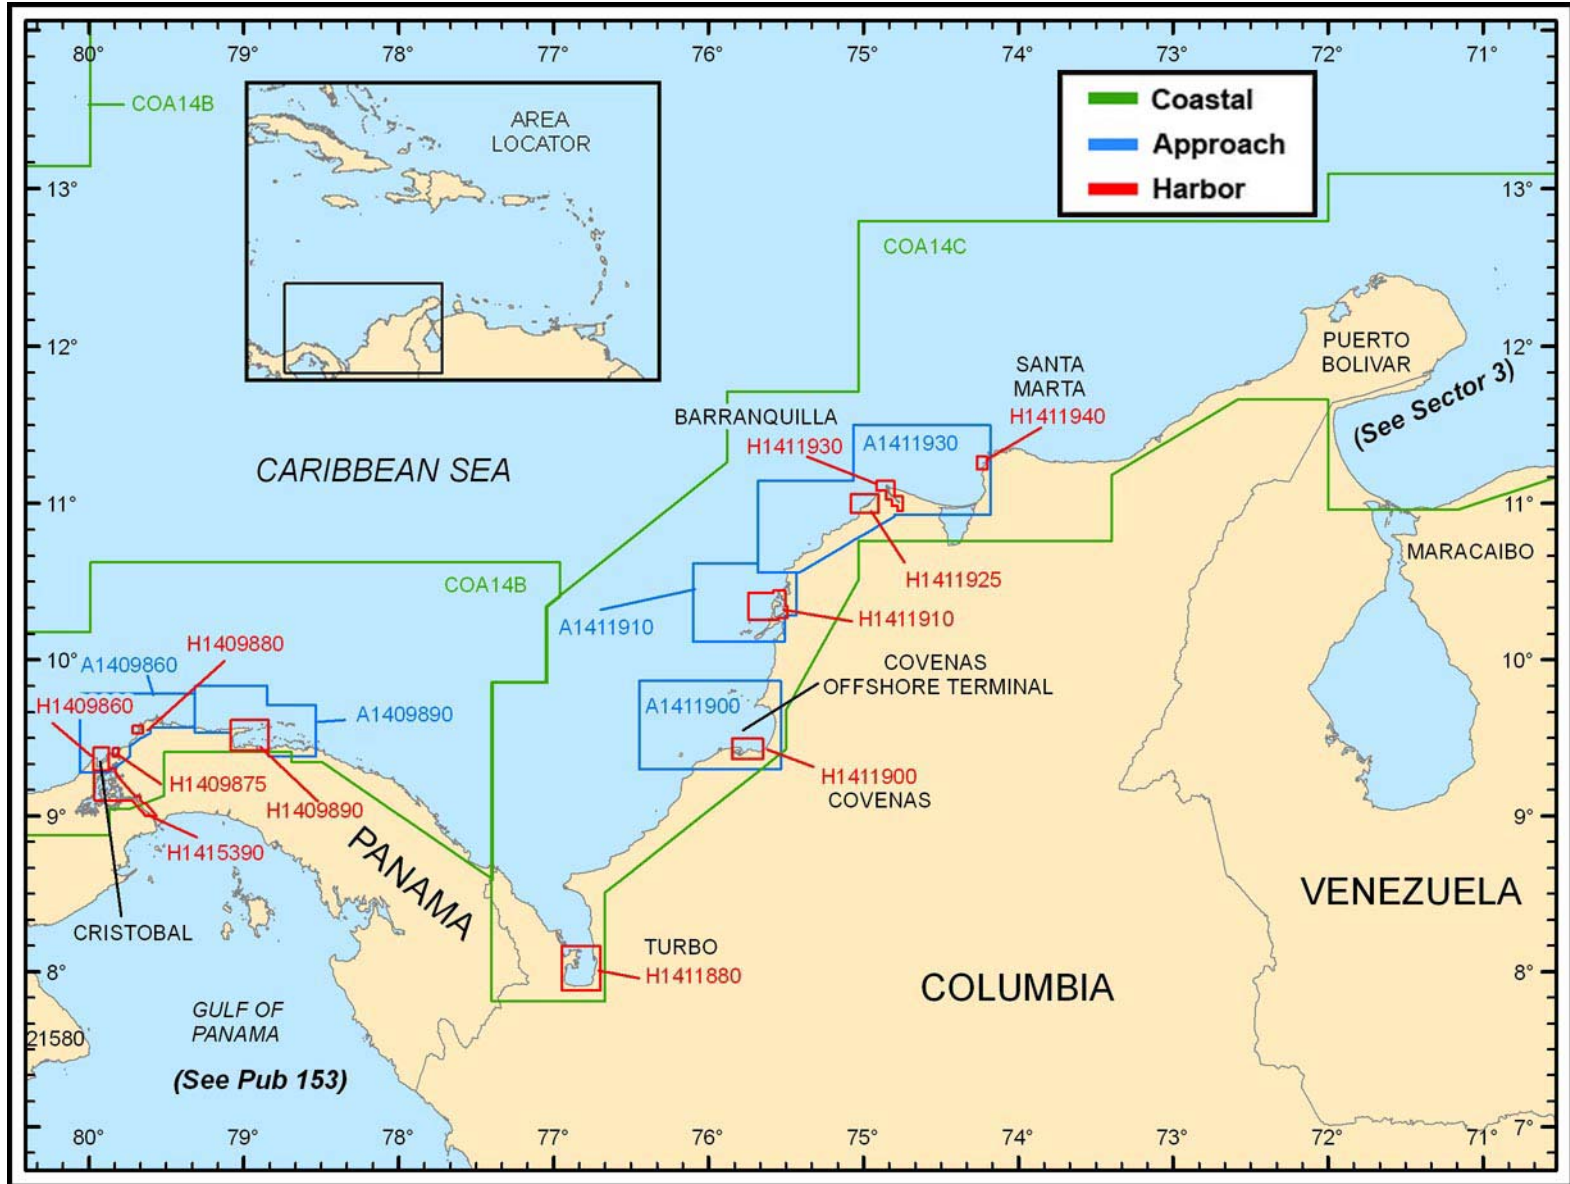 80°
79°
78°
77°
76°
75°
74°
73°
72°
71°
COA14B
AREA
LOCATOR
Coastal
Approach
Harbor
13°
13°
COA14C
12°
12°
PUERTO
BOLIVAR
SANTA
MARTA
(See Sector 3)
BARRANQUILLA
H1411940
H1411930
A1411930
CARIBBEAN SEA
11°
11°
MARACAIBO
H1411925
COA14B
A1411910
H1411910
10°
10°
H1409880
A1409860
COVENAS
OFFSHORE TERMINAL
H1409860
A1409890
A1411900
H1409875
H1411900
COVENAS
H1409890
9°
9°
H1415390
PANAMA
VENEZUELA
CRISTOBAL
TURBO
H1411880
8°
8°
COLUMBIA
GULF OF
PANAMA
21580
(See Pub 153)
7°
80°
79°
78°
77°
76°
75°
74°
73°
72°
71°